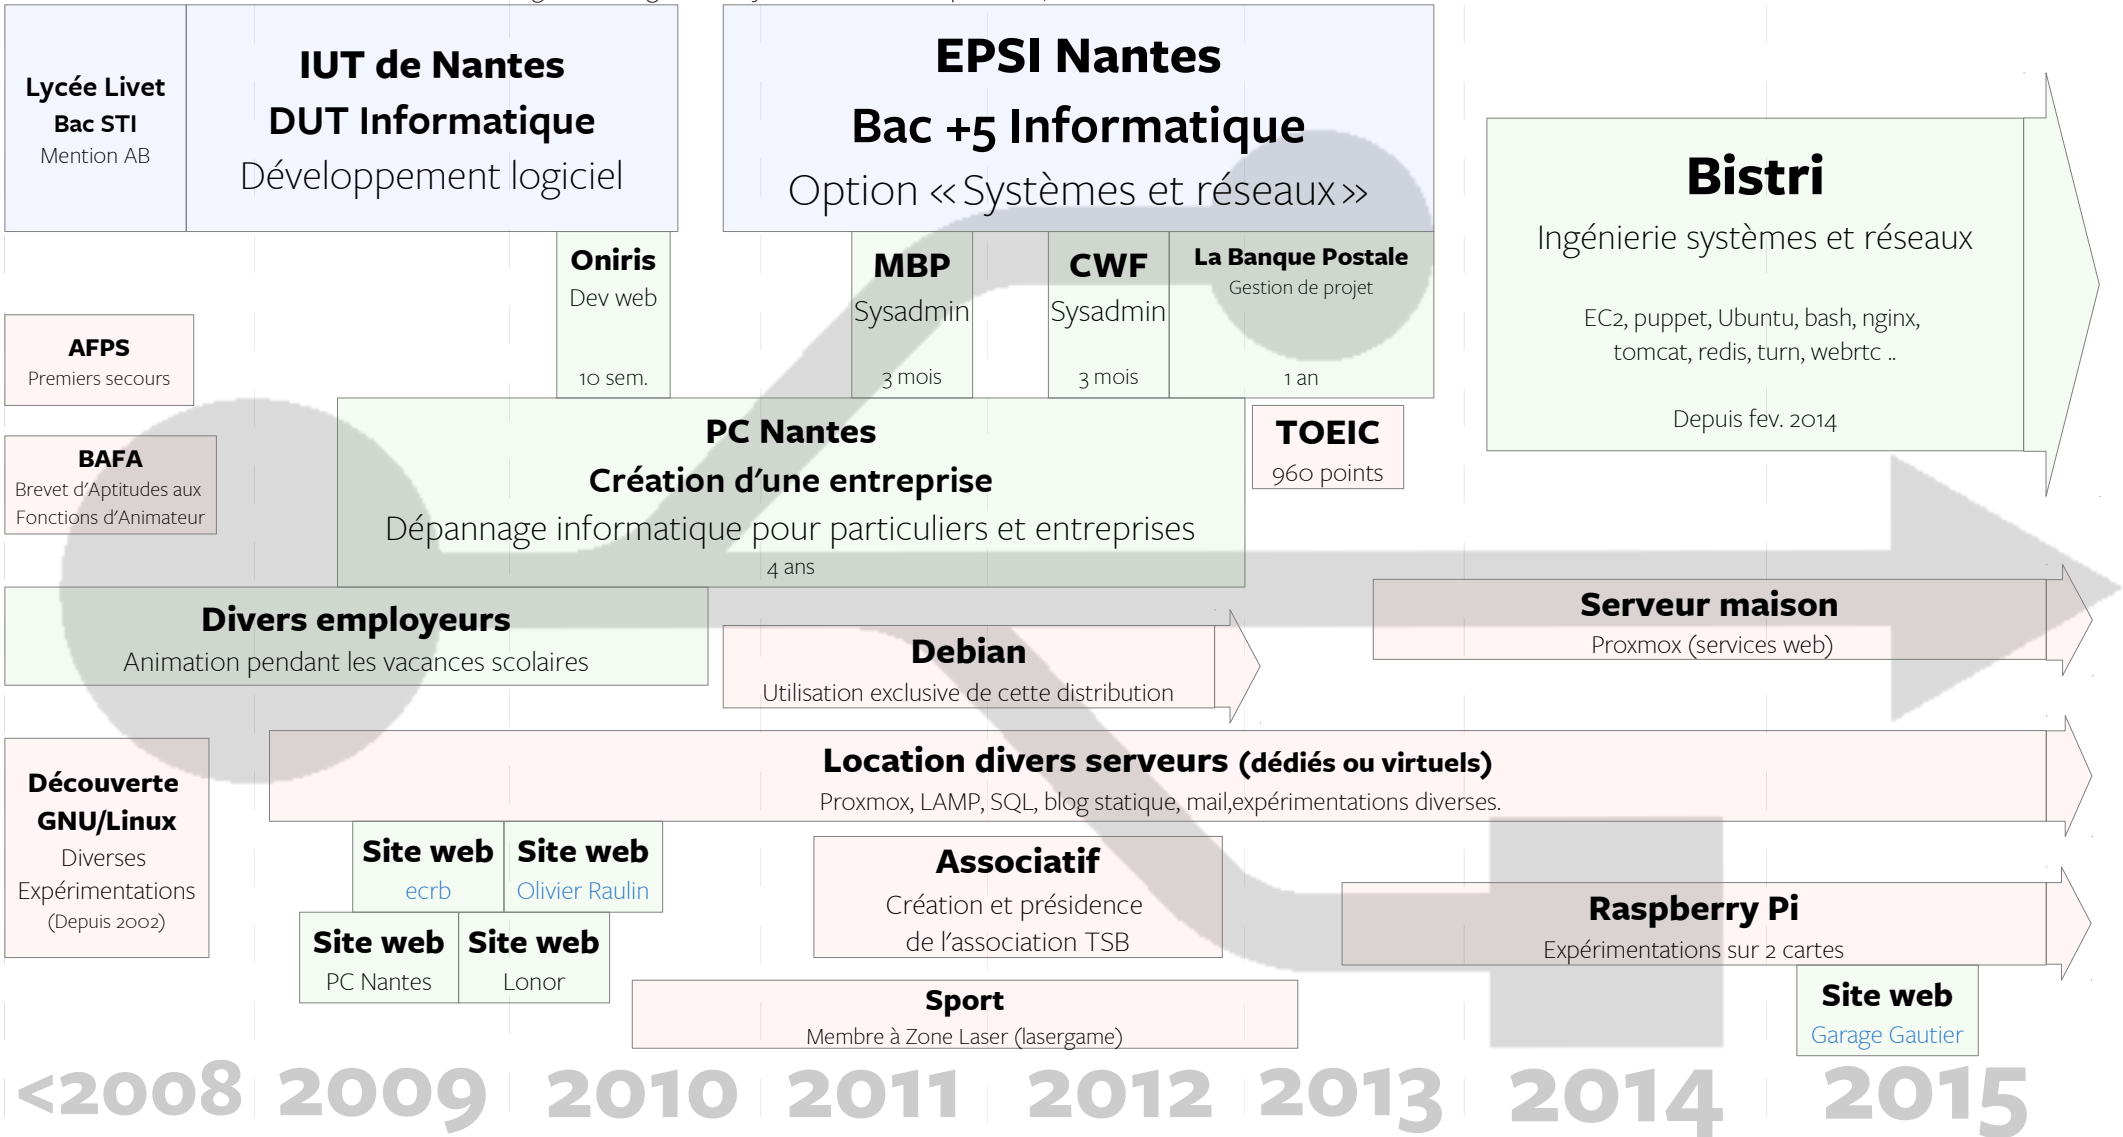 Lycée Livet
Bac STI
Mention AB
IUT de Nantes
DUT Informatique
Développement logiciel
EPSI Nantes
Bac +5 Informatique
Option « Systèmes et réseaux »
Bistri
Ingénierie systèmes et réseaux
EC2, puppet, Ubuntu, bash, nginx,
tomcat, redis, turn, webrtc ..
Depuis fev. 2014
Oniris
Dev web
10 sem.
MBP
Sysadmin
3 mois
CWF
Sysadmin
3 mois
La Banque Postale
Gestion de projet
1 an
AFPS
Premiers secours
BAFA
Brevet d'Aptitudes aux
Fonctions d'Animateur
PC Nantes
Création d'une entreprise
Dépannage informatique pour particuliers et entreprises
4 ans
TOEIC
960 points
Divers employeurs
Animation pendant les vacances scolaires
Debian
Utilisation exclusive de cette distribution
Serveur maison
Proxmox (services web)
Découverte
GNU/Linux
Diverses
Expérimentations
(Depuis 2002)
Location divers serveurs (dédiés ou virtuels)
Proxmox, LAMP, SQL, blog statique, mail,expérimentations diverses.
Site web
ecrb
Site web
Olivier Raulin
Site web
PC Nantes
Site web
Lonor
Associatif
Création et présidence
de l'association TSB
Raspberry Pi
Expérimentations sur 2 cartes
Sport
Membre à Zone Laser (lasergame)
Site web
Garage Gautier
<2008
2009
2010
2011
2012
2013
2014
2015